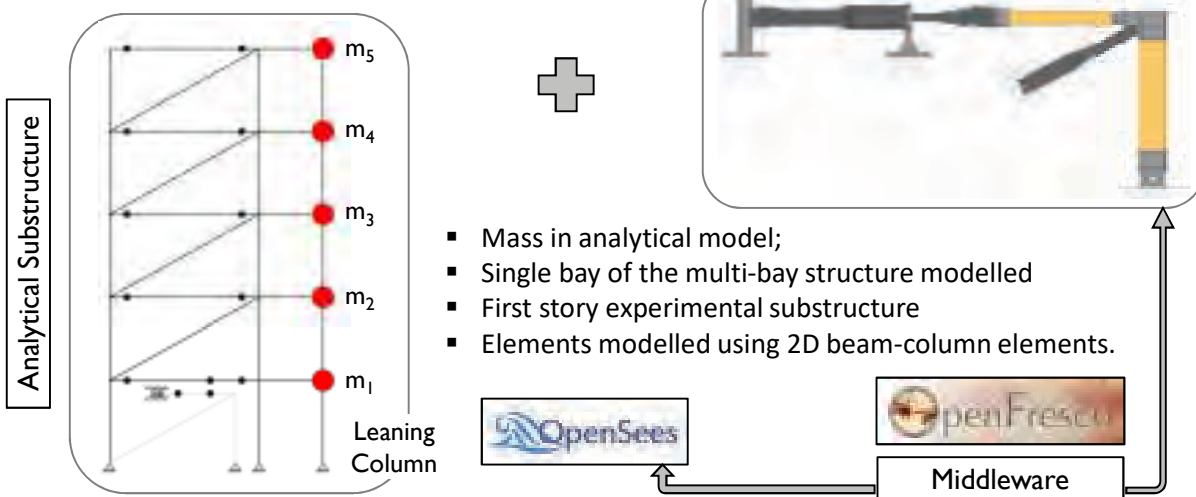 Analytical Substructure
m5
m4
m3
m2
m1
Leaning
Column
▪ Mass in analytical model;
▪ Single bay of the multi-bay structure modelled
▪ First story experimental substructure
▪ Elements modelled using 2D beam-column elements.
OpenSees
OpenFresco
Middleware